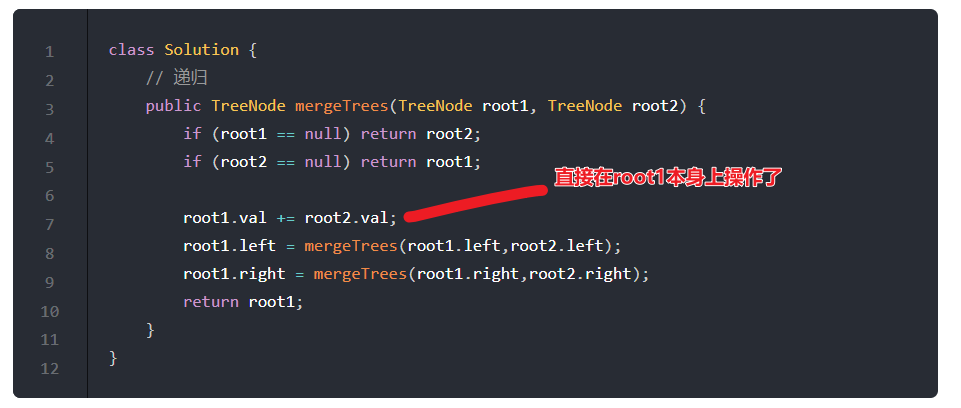 1 class Solution {
2 // 递归
3 public TreeNode mergeTrees(TreeNode root1, TreeNode root2) {
4 if (root1 == null) return root2;
5 if (root2 == null) return root1;
直接在root1本身上操作了
6
7 root1.val += root2.val;
8 root1.left = mergeTrees(root1.left,root2.left);
9 root1.right = mergeTrees(root1.right,root2.right);
10 return root1;
11 }
12 }